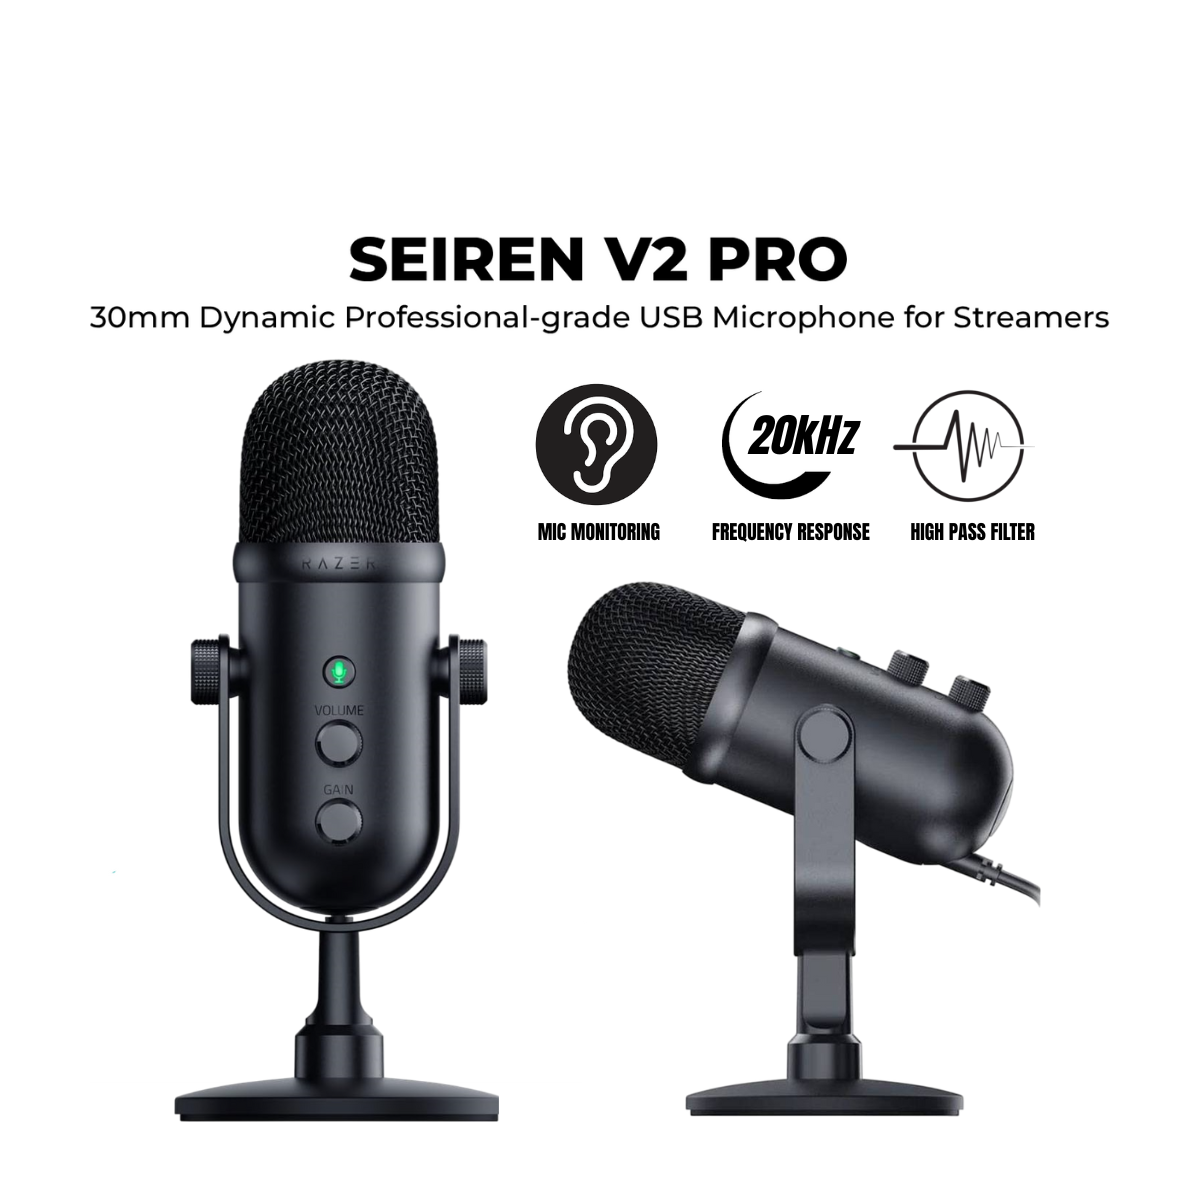 SEIREN V2 PRO
30mm Dynamic Professional-grade USB Microphone for Streamers
20kHz
MIC MONITORING
FREQUENCY RESPONSE
HIGH PASS FILTER
RAZER
VOLUME
GAIN